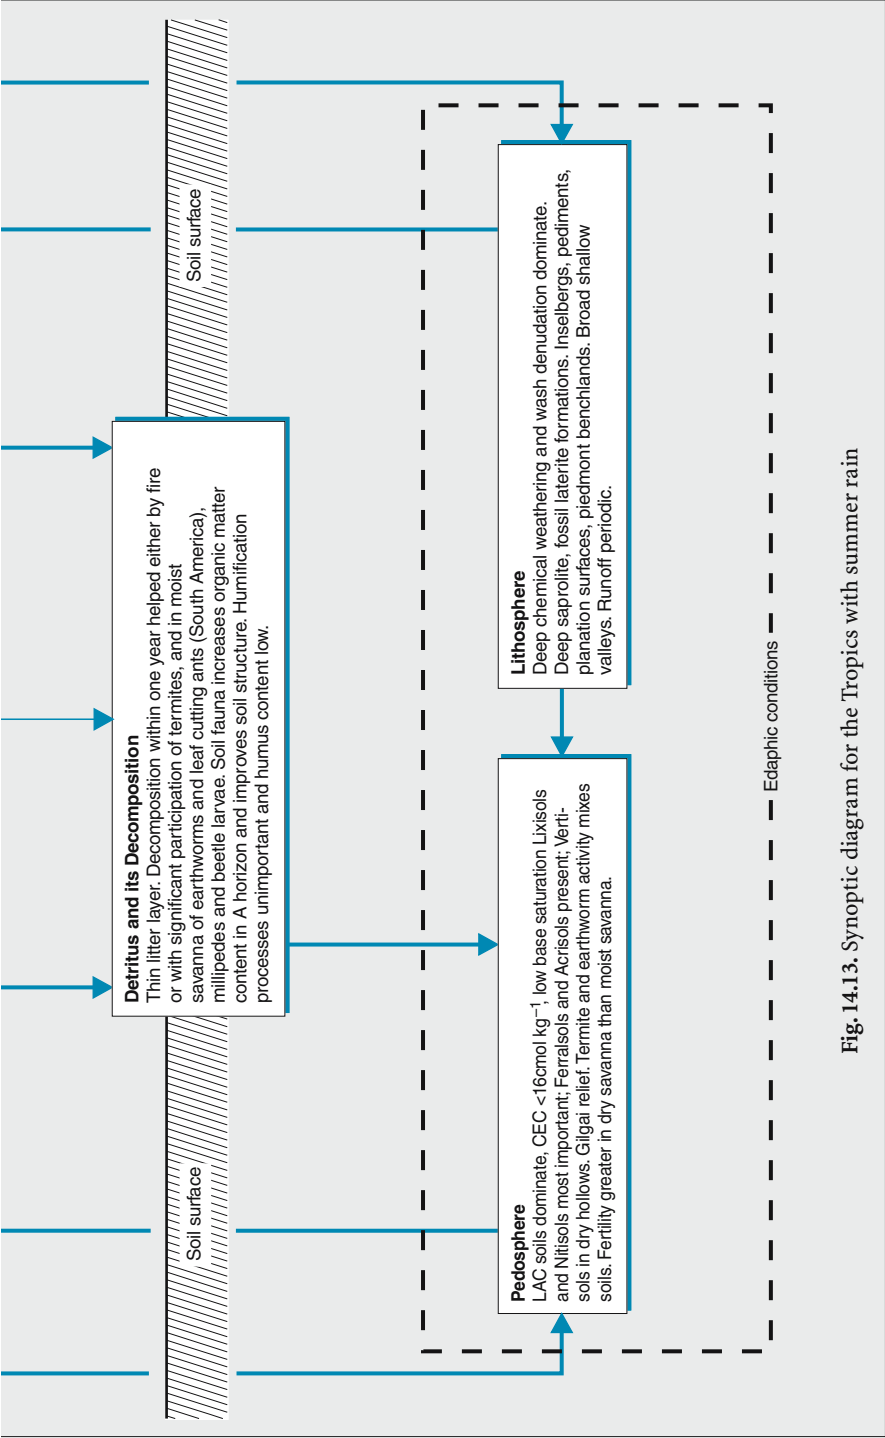 Soil surface
Soil surface
Detritus and its Decomposition
Thin litter layer. Decomposition within one year helped either by fire
or with significant participation of termites, and in moist
savanna of earthworms and leaf cutting ants (South America),
millipedes and beetle larvae. Soil fauna increases organic matter
content in A horizon and improves soil structure. Humification
processes unimportant and humus content low.
Pedosphere
LAC soils dominate, CEC <16cmol kg⁻¹, low base saturation Lixisols
and Nitisols most important; Ferralsols and Acrisols present; Verti-
sols in dry hollows. Gilgai relief. Termite and earthworm activity mixes
soils. Fertility greater in dry savanna than moist savanna.
Lithosphere
Deep chemical weathering and wash denudation dominate.
Deep saprolite, fossil laterite formations. Inselbergs, pediments,
planation surfaces, piedmont benchlands. Broad shallow
valleys. Runoff periodic.
Edaphic conditions
Fig. 14.13. Synoptic diagram for the Tropics with summer rain